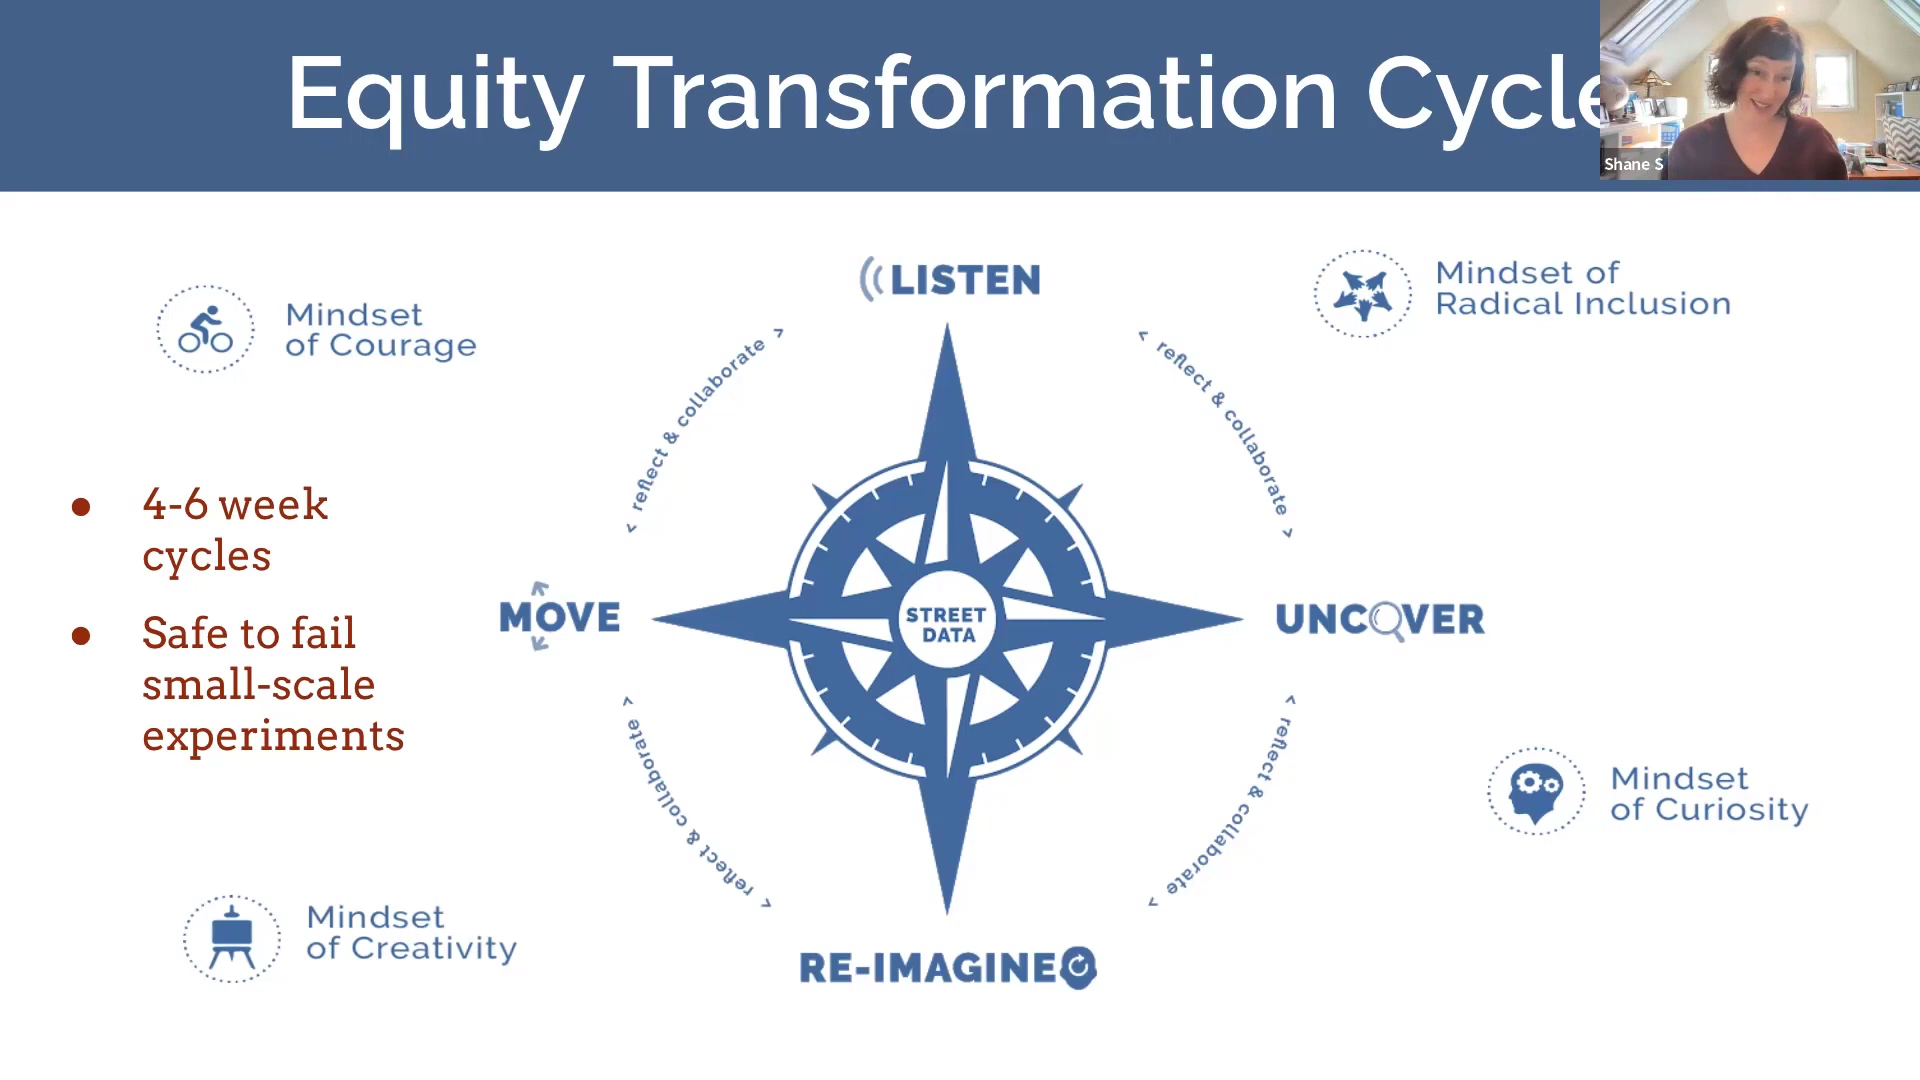 Equity Transformation Cycle
Shane S
LISTEN
Mindset of
Radical Inclusion
Mindset
of Courage
reflect & collaborate
reflect & collaborate
4-6 week
cycles
MOVE
STREET
DATA
UNCOVER
Safe to fail
small-scale
experiments
reflect & collaborate
reflect & collaborate
Mindset
of Curiosity
Mindset
of Creativity
RE-IMAGINE